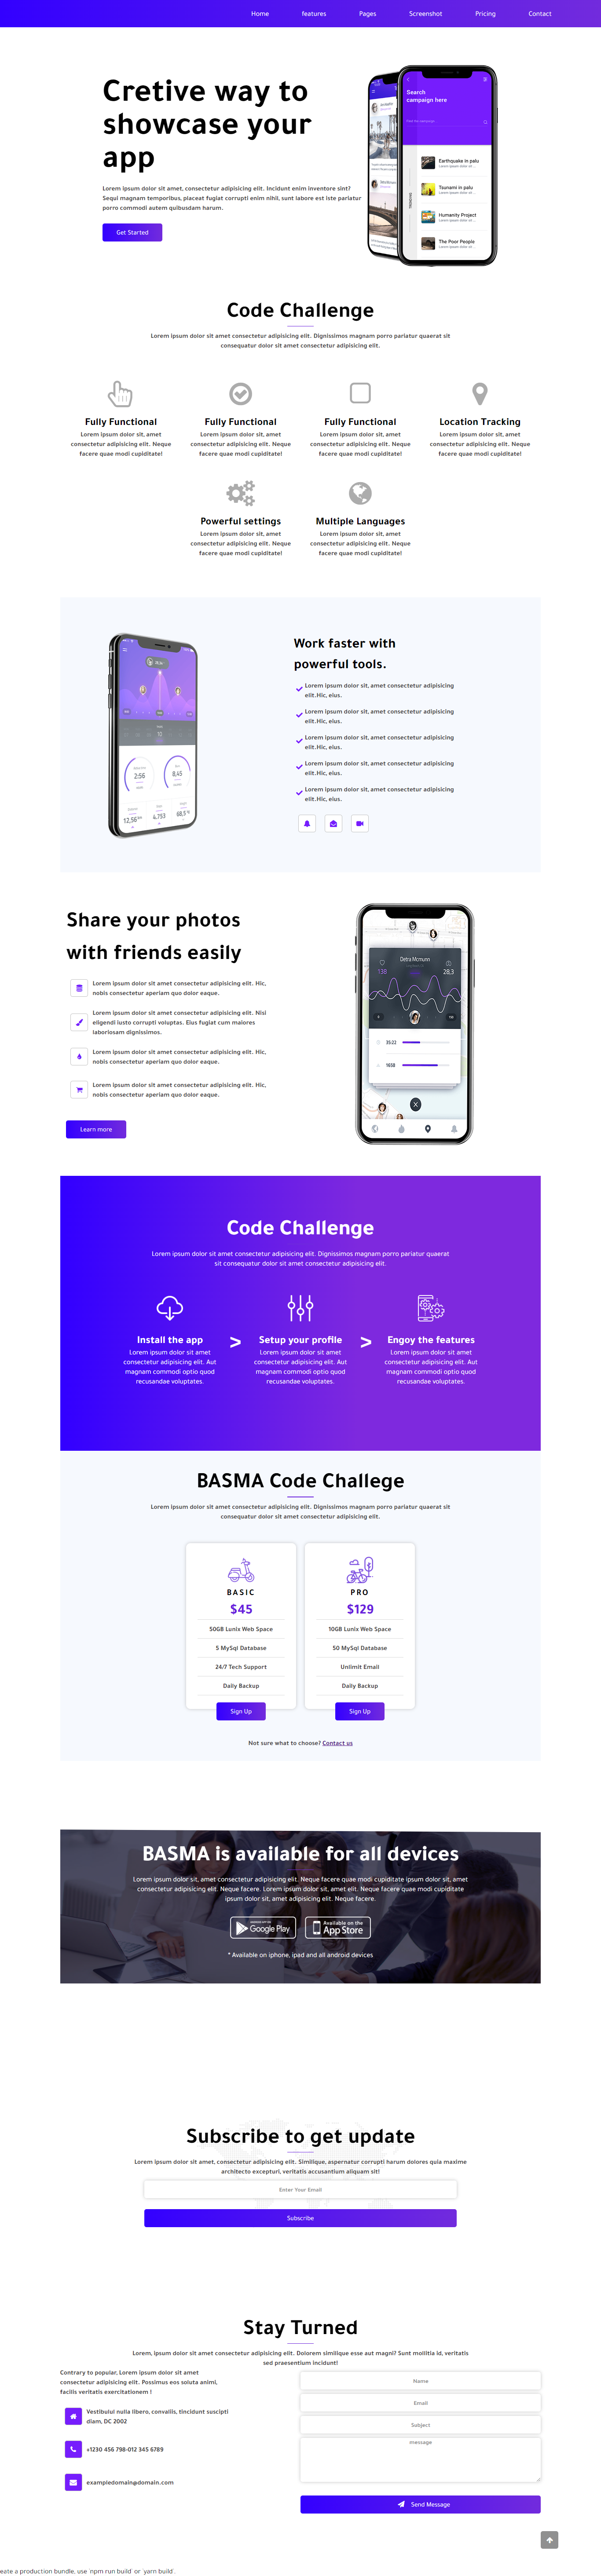 Home features Pages Screenshot Pricing Contact
Cretive way to
showcase your
app
Lorem ipsum dolor sit amet, consectetur adipisicing elit. Incidunt enim inventore sint?
Sequi magnam temporibus, placeat fugiat corrupti enim nihil, sunt labore est iste pariatur
porro commodi autem quibusdam harum.
Get Started
Search
campaign here
TRENDING
Earthquake in palu
Tsunami in palu
Humanity Project
The Poor People
Code Challenge
Lorem ipsum dolor sit amet consectetur adipisicing elit. Dignissimos magnam porro pariatur quaerat sit
consequatur dolor sit amet consectetur adipisicing elit.
Fully Functional
Lorem ipsum dolor sit, amet
consectetur adipisicing elit. Neque
facere quae modi cupiditate!
Fully Functional
Lorem ipsum dolor sit, amet
consectetur adipisicing elit. Neque
facere quae modi cupiditate!
Fully Functional
Lorem ipsum dolor sit, amet
consectetur adipisicing elit. Neque
facere quae modi cupiditate!
Location Tracking
Lorem ipsum dolor sit, amet
consectetur adipisicing elit. Neque
facere quae modi cupiditate!
Powerful settings
Lorem ipsum dolor sit, amet
consectetur adipisicing elit. Neque
facere quae modi cupiditate!
Multiple Languages
Lorem ipsum dolor sit, amet
consectetur adipisicing elit. Neque
facere quae modi cupiditate!
2:56
8,45
12,56
4.753
68,5
Work faster with
powerful tools.
Lorem ipsum dolor sit, amet consectetur adipisicing
elit.Hic, eius.
Lorem ipsum dolor sit, amet consectetur adipisicing
elit.Hic, eius.
Lorem ipsum dolor sit, amet consectetur adipisicing
elit.Hic, eius.
Lorem ipsum dolor sit, amet consectetur adipisicing
elit.Hic, eius.
Lorem ipsum dolor sit, amet consectetur adipisicing
elit.Hic, eius.
Share your photos
with friends easily
Lorem ipsum dolor sit amet consectetur adipisicing elit. Hic,
nobis consectetur aperiam quo dolor eaque.
Lorem ipsum dolor sit amet consectetur adipisicing elit. Nisi
eligendi iusto corrupti voluptas. Eius fugiat cum maiores
laboriosam dignissimos.
Lorem ipsum dolor sit amet consectetur adipisicing elit. Hic,
nobis consectetur aperiam quo dolor eaque.
Lorem ipsum dolor sit amet consectetur adipisicing elit. Hic,
nobis consectetur aperiam quo dolor eaque.
Learn more
Detra Mcmunn
138
28,3
35:22
1658
X
Code Challenge
Lorem ipsum dolor sit amet consectetur adipisicing elit. Dignissimos magnam porro pariatur quaerat
sit consequatur dolor sit amet consectetur adipisicing elit.
Install the app
Lorem ipsum dolor sit amet
consectetur adipisicing elit. Aut
magnam commodi optio quod
recusandae voluptates.
>
Setup your profile
Lorem ipsum dolor sit amet
consectetur adipisicing elit. Aut
magnam commodi optio quod
recusandae voluptates.
>
Engoy the features
Lorem ipsum dolor sit amet
consectetur adipisicing elit. Aut
magnam commodi optio quod
recusandae voluptates.
BASMA Code Challege
Lorem ipsum dolor sit amet consectetur adipisicing elit. Dignissimos magnam porro pariatur quaerat sit
consequatur dolor sit amet consectetur adipisicing elit.
BASIC
$45
50GB Lunix Web Space
5 MySql Database
24/7 Tech Support
Daily Backup
Sign Up
PRO
$129
10GB Lunix Web Space
50 MySql Database
Unlimit Email
Daily Backup
Sign Up
Not sure what to choose? Contact us
BASMA is available for all devices
Lorem ipsum dolor sit, amet consectetur adipisicing elit. Neque facere quae modi cupiditate ipsum dolor sit, amet
consectetur adipisicing elit. Neque facere. Lorem ipsum dolor sit, amet elit. Neque facere quae modi cupiditate
ipsum dolor sit, amet adipisicing elit. Neque facere.
Google Play
Available on the
App Store
* Available on iphone, ipad and all android devices
Subscribe to get update
Lorem ipsum dolor sit amet, consectetur adipisicing elit. Similique, aspernatur corrupti harum dolores quia maxime
architecto excepturi, veritatis accusantium aliquam sit!
Enter Your Email
Subscribe
Stay Turned
Lorem, ipsum dolor sit amet consectetur adipisicing elit. Dolorem similique esse aut magni? Sunt mollitia id, veritatis
sed praesentium incidunt!
Contrary to popular, Lorem ipsum dolor sit amet
consectetur adipisicing elit. Possimus eos soluta animi,
facilis veritatis exercitationem !
Vestibulul nulla libero, convallis, tincidunt suscipti
diam, DC 2002
+1230 456 798-012 345 6789
exampledomain@domain.com
Name
Email
Subject
message
Send Message
eate a production bundle, use `npm run build` or `yarn build`.